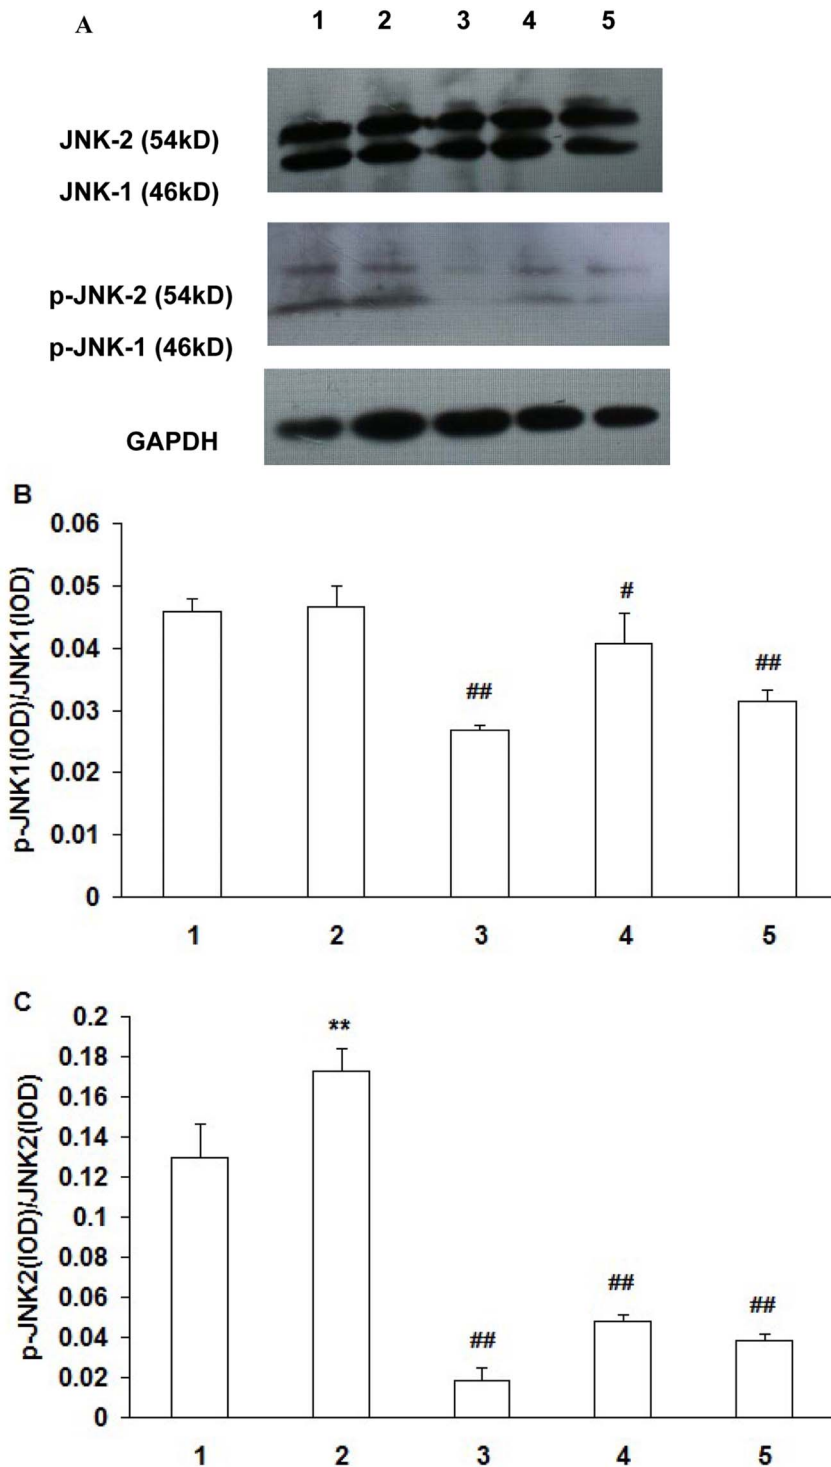 A
1 2 3 4 5
JNK-2 (54kD)
JNK-1 (46kD)
p-JNK-2 (54kD)
p-JNK-1 (46kD)
GAPDH
B
p-JNK1(IOD)/JNK1(IOD)
0.06
0.05
0.04
0.03
0.02
0.01
0
##
#
##
1 2 3 4 5
C
p-JNK2(IOD)/JNK2(IOD)
0.2
0.18
0.16
0.14
0.12
0.1
0.08
0.06
0.04
0.02
0
**
##
##
##
1 2 3 4 5